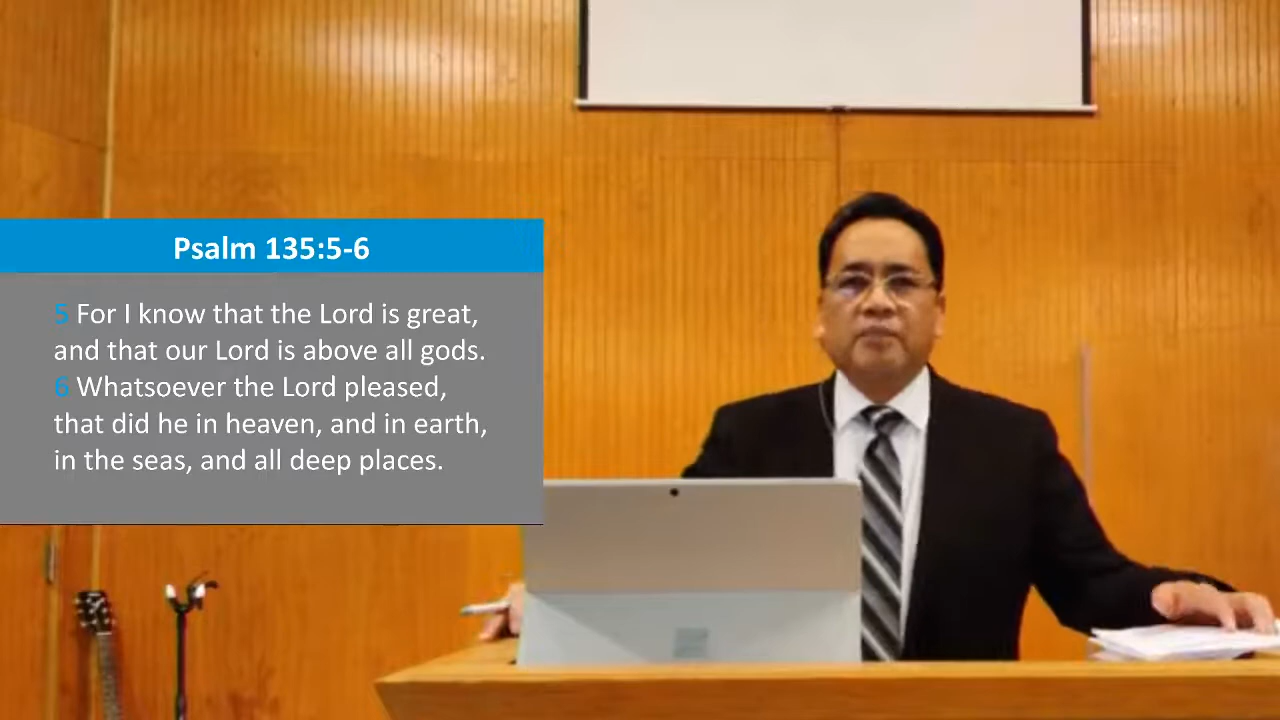 Psalm 135:5-6
5 For I know that the Lord is great,
and that our Lord is above all gods.
6 Whatsoever the Lord pleased,
that did he in heaven, and in earth,
in the seas, and all deep places.